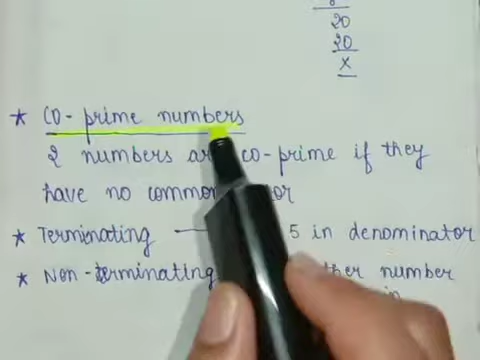 20
20
x
* CO-prime numbers
2 numbers are co-prime if they
have no common
* Terminating 5 in denominator
* Non-terminating number
in